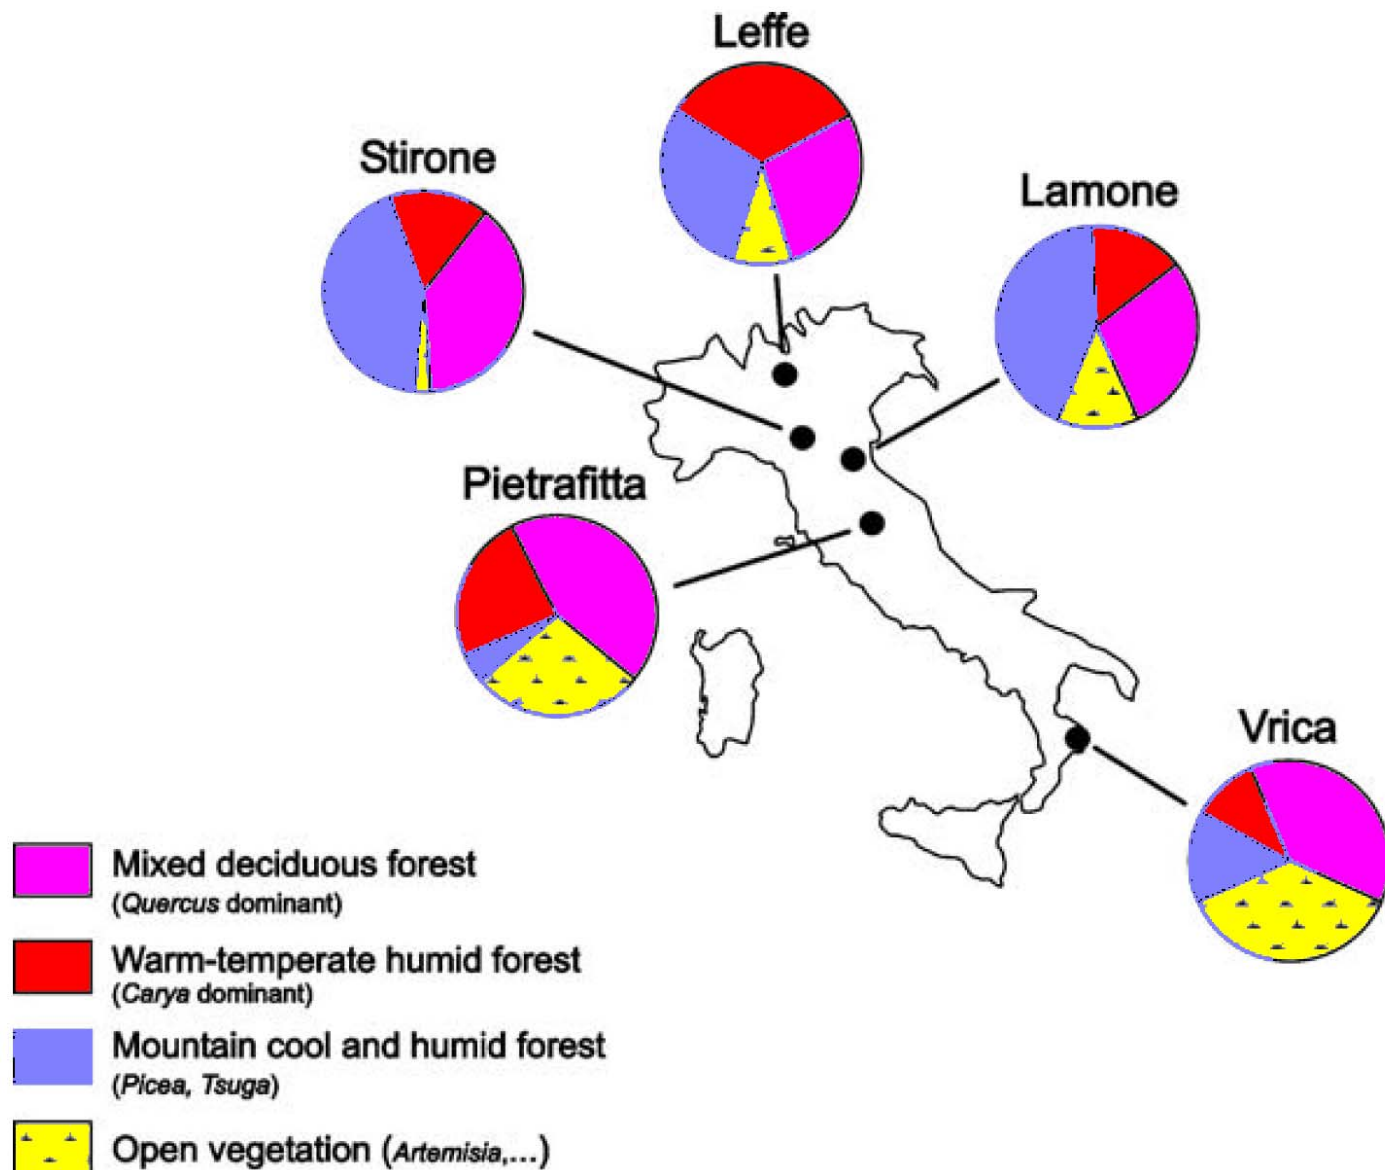 Leffe
Stirone
Lamone
Pietrafitta
Vrica
Mixed deciduous forest
(Quercus dominant)
Warm-temperate humid forest
(Carya dominant)
Mountain cool and humid forest
(Picea, Tsuga)
Open vegetation (Artemisia,...)